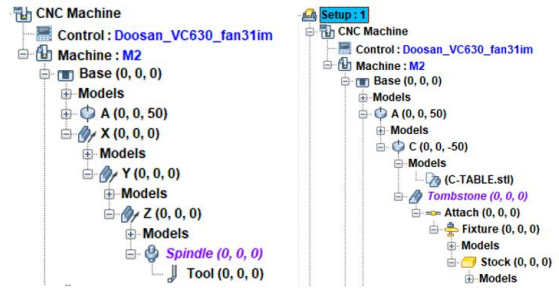 CNC Machine
Control : Doosan_VC630_fan31im
Machine : M2
Base (0, 0, 0)
Models
A (0, 0, 50)
X (0, 0, 0)
Models
Y (0, 0, 0)
Models
Z (0, 0, 0)
Models
Spindle (0, 0, 0)
Tool (0, 0, 0)
Setup : 1
CNC Machine
Control : Doosan_VC630_fan31im
Machine : M2
Base (0, 0, 0)
Models
A (0, 0, 50)
Models
C (0, 0, -50)
Models
(C-TABLE.stl)
Tombstone (0, 0, 0)
Attach (0, 0, 0)
Fixture (0, 0, 0)
Models
Stock (0, 0, 0)
Models